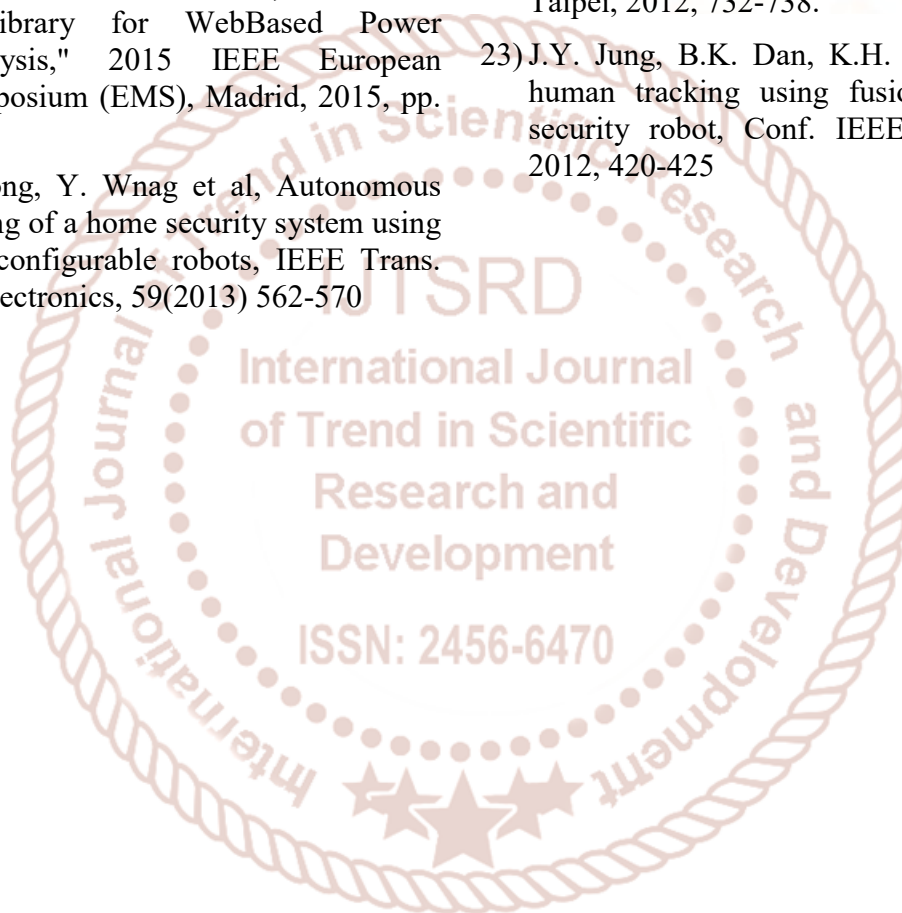 ibrary for WebBased Power
ysis," 2015 IEEE European
posium (EMS), Madrid, 2015, pp.
ong, Y. Wnag et al, Autonomous
ng of a home security system using
configurable robots, IEEE Trans.
ectronics, 59(2013) 562-570
Taipei, 2012, 732-738.
23) J.Y. Jung, B.K. Dan, K.H.
human tracking using fusio
security robot, Conf. IEEE
2012, 420-425
International Journal of Trend in Scientific Research and Development
IJTSRD
International Journal
of Trend in Scientific
Research and
Development
ISSN: 2456-6470